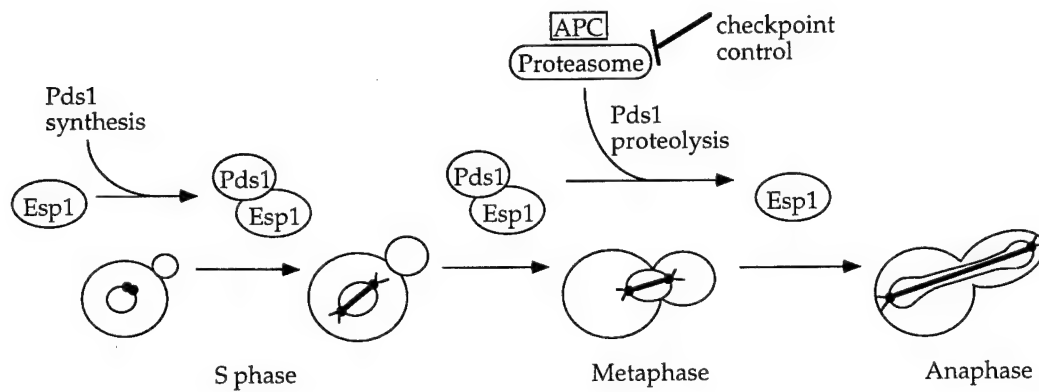 APC
Proteasome
checkpoint
control
Pds1
synthesis
Pds1
proteolysis
Esp1
Pds1
Esp1
Pds1
Esp1
Esp1
S phase
Metaphase
Anaphase